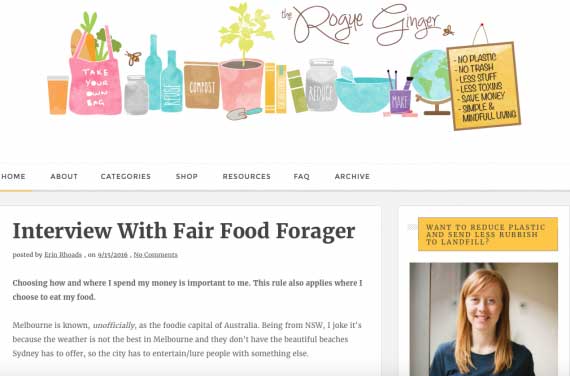 the Rogue Ginger
TAKE
YOUR
OWN
BAG
REUSE
COMPOST
REDUCE
MAKE
- NO PLASTIC
- NO TRASH
- LESS STUFF
- LESS TOXINS
- SAVE MONEY
- SIMPLE &
MINDFULL LIVING
HOME ABOUT CATEGORIES SHOP RESOURCES FAQ ARCHIVE
Interview With Fair Food Forager
posted by Erin Rhoads , on 9/15/2016 , No Comments
Choosing how and where I spend my money is important to me. This rule also applies where I
choose to eat my food.
Melbourne is known, unofficially, as the foodie capital of Australia. Being from NSW, I joke it's
because the weather is not the best in Melbourne and they don't have the beautiful beaches
Sydney has to offer, so the city has to entertain/lure people with something else.
WANT TO REDUCE PLASTIC
AND SEND LESS RUBBISH
TO LANDFILL?